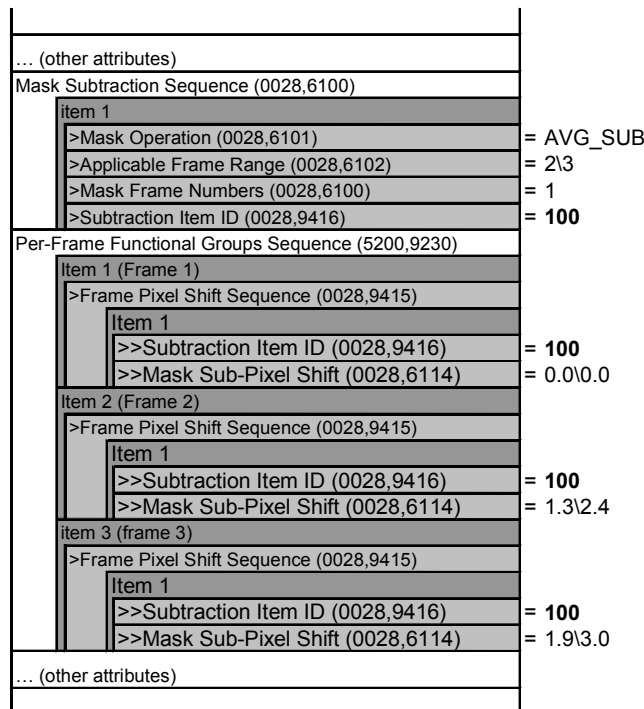 ... (other attributes)
Mask Subtraction Sequence (0028,6100)
item 1
>Mask Operation (0028,6101) = AVG_SUB
>Applicable Frame Range (0028,6102) = 2\3
>Mask Frame Numbers (0028,6100) = 1
>Subtraction Item ID (0028,9416) = 100
Per-Frame Functional Groups Sequence (5200,9230)
Item 1 (Frame 1)
>Frame Pixel Shift Sequence (0028,9415)
Item 1
>>Subtraction Item ID (0028,9416) = 100
>>Mask Sub-Pixel Shift (0028,6114) = 0.0\0.0
Item 2 (Frame 2)
>Frame Pixel Shift Sequence (0028,9415)
Item 1
>>Subtraction Item ID (0028,9416) = 100
>>Mask Sub-Pixel Shift (0028,6114) = 1.3\2.4
item 3 (frame 3)
>Frame Pixel Shift Sequence (0028,9415)
Item 1
>>Subtraction Item ID (0028,9416) = 100
>>Mask Sub-Pixel Shift (0028,6114) = 1.9\3.0
... (other attributes)